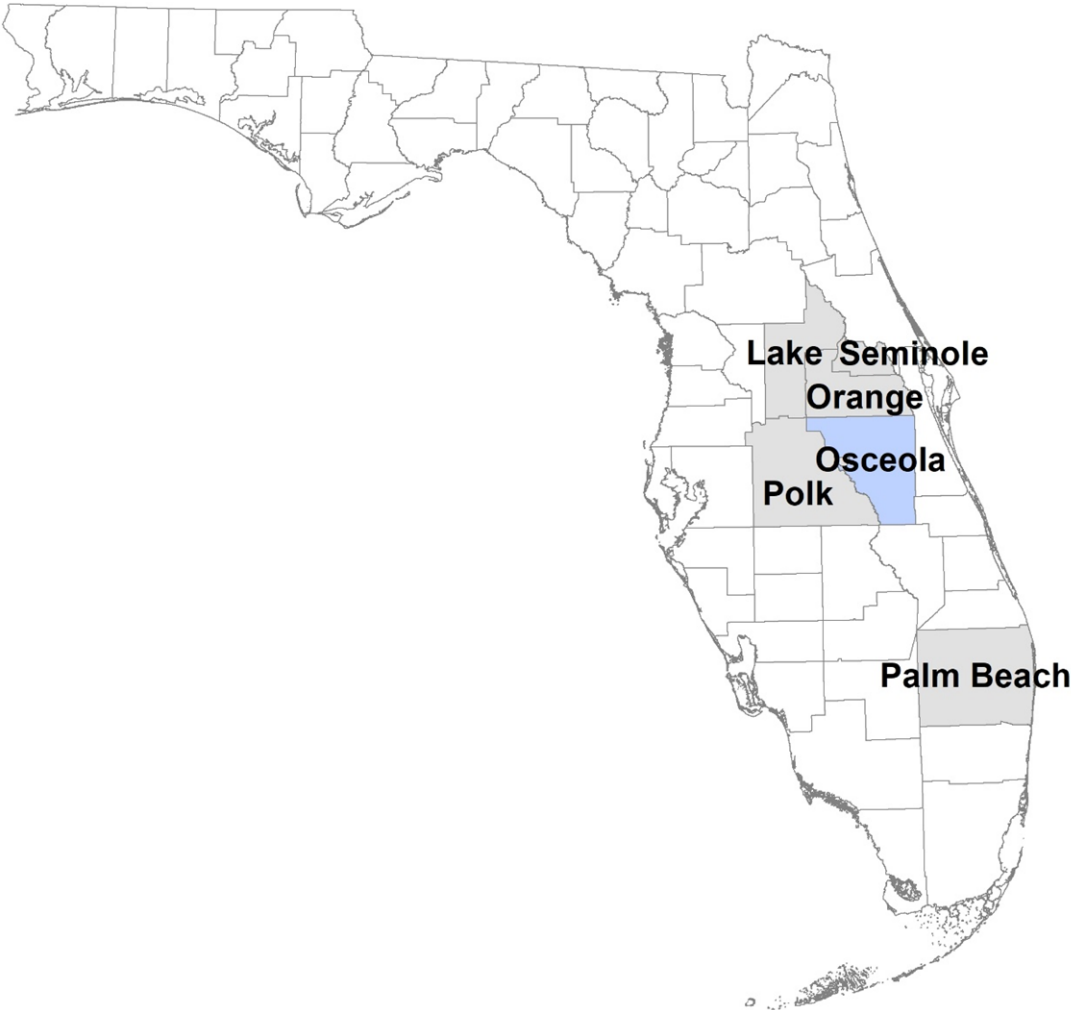 Lake Seminole
Orange
Osceola
Polk
Palm Beach